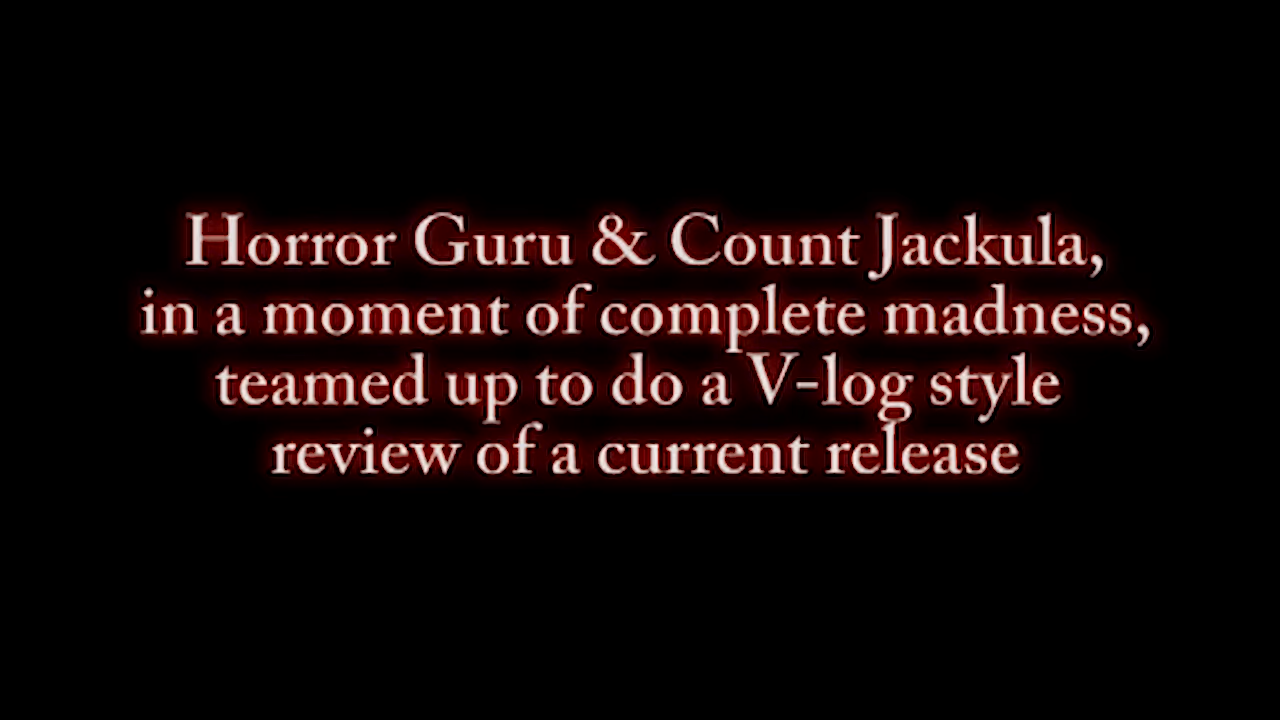 Horror Guru & Count Jackula,
in a moment of complete madness,
teamed up to do a V-log style
review of a current release